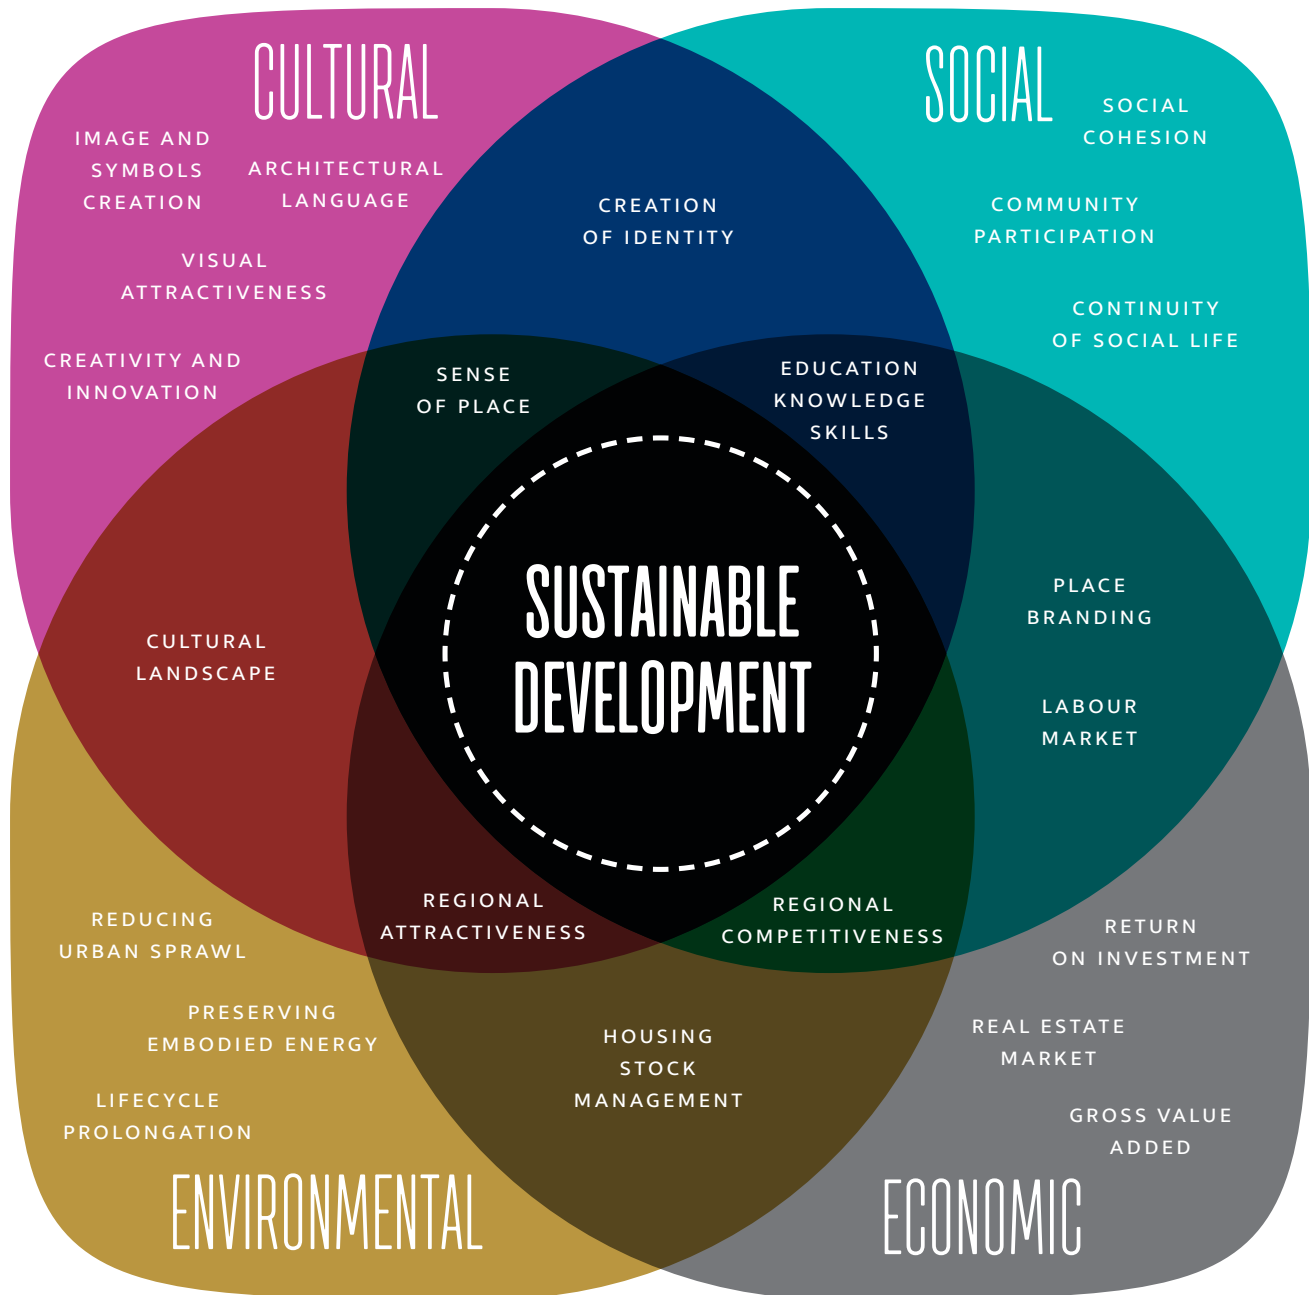 CULTURAL
IMAGE AND
SYMBOLS
CREATION
ARCHITECTURAL
LANGUAGE
VISUAL
ATTRACTIVENESS
CREATIVITY AND
INNOVATION
CREATION
OF IDENTITY
SOCIAL
SOCIAL
COHESION
COMMUNITY
PARTICIPATION
CONTINUITY
OF SOCIAL LIFE
SENSE
OF PLACE
EDUCATION
KNOWLEDGE
SKILLS
CULTURAL
LANDSCAPE
SUSTAINABLE
DEVELOPMENT
PLACE
BRANDING
LABOUR
MARKET
REGIONAL
ATTRACTIVENESS
REGIONAL
COMPETITIVENESS
REDUCING
URBAN SPRAWL
PRESERVING
EMBODIED ENERGY
LIFECYCLE
PROLONGATION
ENVIRONMENTAL
HOUSING
STOCK
MANAGEMENT
RETURN
ON INVESTMENT
REAL ESTATE
MARKET
GROSS VALUE
ADDED
ECONOMIC